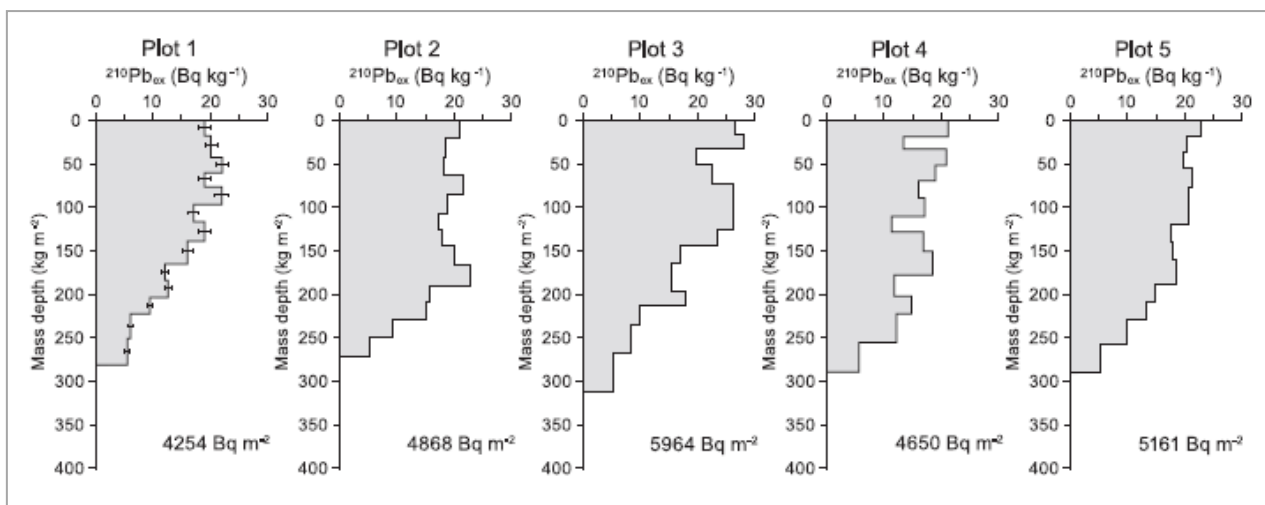 Plot 1 Plot 2 Plot 3 Plot 4 Plot 5
²¹⁰Pbₑₓ (Bq kg⁻¹) ²¹⁰Pbₑₓ (Bq kg⁻¹) ²¹⁰Pbₑₓ (Bq kg⁻¹) ²¹⁰Pbₑₓ (Bq kg⁻¹) ²¹⁰Pbₑₓ (Bq kg⁻¹)
0 10 20 30 0 10 20 30 0 10 20 30 0 10 20 30 0 10 20 30
0 0 0 0 0
50 50 50 50 50
100 100 100 100 100
150 150 150 150 150
200 200 200 200 200
250 250 250 250 250
300 300 300 300 300
350 350 350 350 350
400 400 400 400 400
Mass depth (kg m⁻²) Mass depth (kg m⁻²) Mass depth (kg m⁻²) Mass depth (kg m⁻²) Mass depth (kg m⁻²)
4254 Bq m⁻² 4868 Bq m⁻² 5964 Bq m⁻² 4650 Bq m⁻² 5161 Bq m⁻²